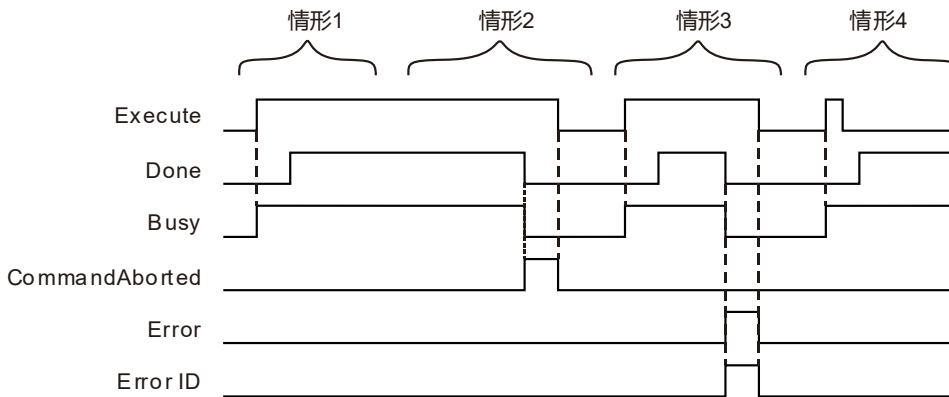 情形1 情形2 情形3 情形4
Execute
Done
Busy
CommandAborted
Error
Error ID